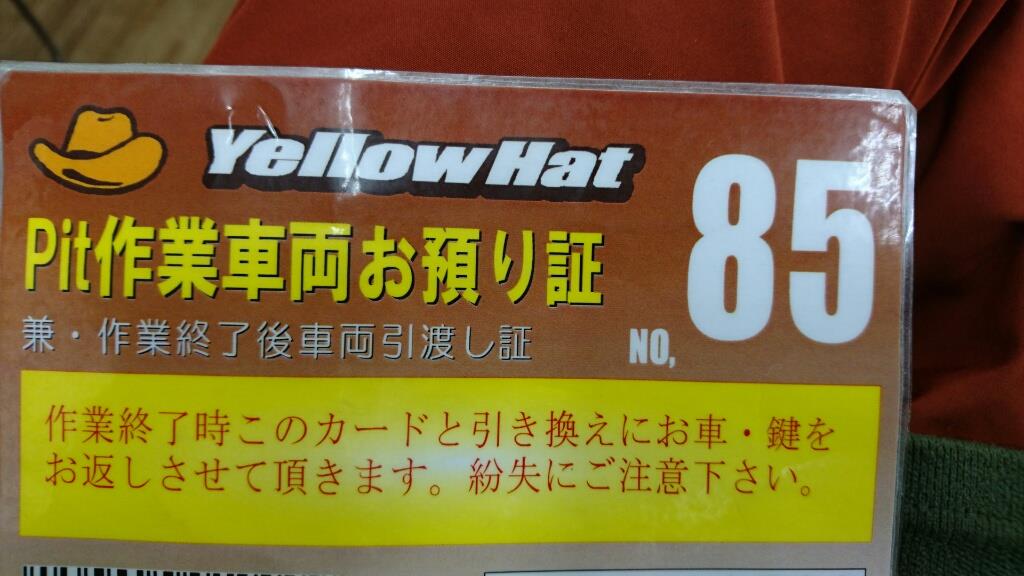 YellowHat
85
Pit作業車両お預り証
兼・作業終了後車両引渡し証
NO,
作業終了時このカードと引き換えにお車・鍵を
お返しさせて頂きます。紛失にご注意下さい。